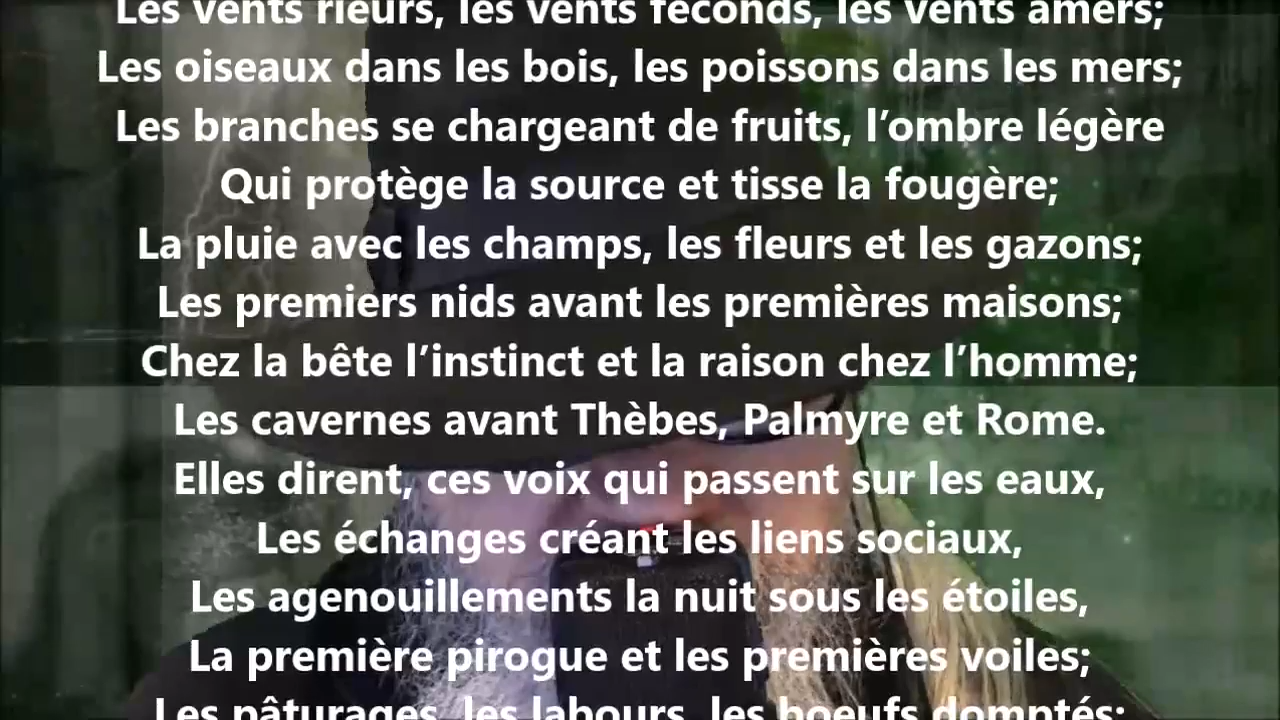 Les vents rieurs, les vents féconds, les vents amers;
Les oiseaux dans les bois, les poissons dans les mers;
Les branches se chargeant de fruits, l’ombre légère
Qui protège la source et tisse la fougère;
La pluie avec les champs, les fleurs et les gazons;
Les premiers nids avant les premières maisons;
Chez la bête l’instinct et la raison chez l’homme;
Les cavernes avant Thèbes, Palmyre et Rome.
Elles dirent, ces voix qui passent sur les eaux,
Les échanges créant les liens sociaux,
Les agenouillements la nuit sous les étoiles,
La première pirogue et les premières voiles;
Les pâturages, les labours, les boeufs domptés;